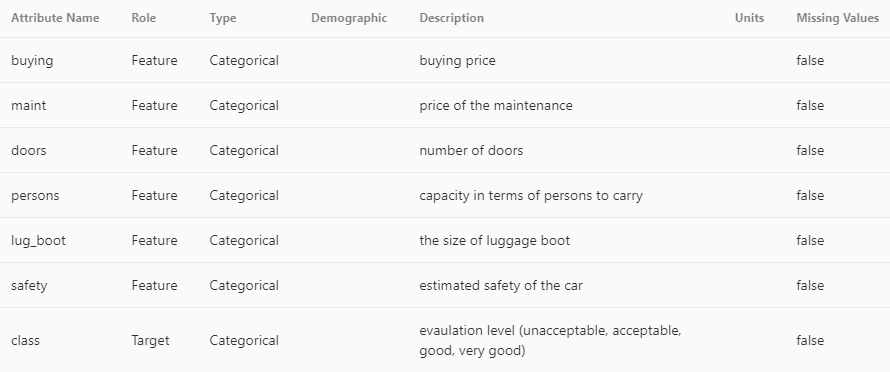 Attribute Name Role Type Demographic Description Units Missing Values
buying Feature Categorical buying price false
maint Feature Categorical price of the maintenance false
doors Feature Categorical number of doors false
persons Feature Categorical capacity in terms of persons to carry false
lug_boot Feature Categorical the size of luggage boot false
safety Feature Categorical estimated safety of the car false
class Target Categorical evaulation level (unacceptable, acceptable, false
good, very good)